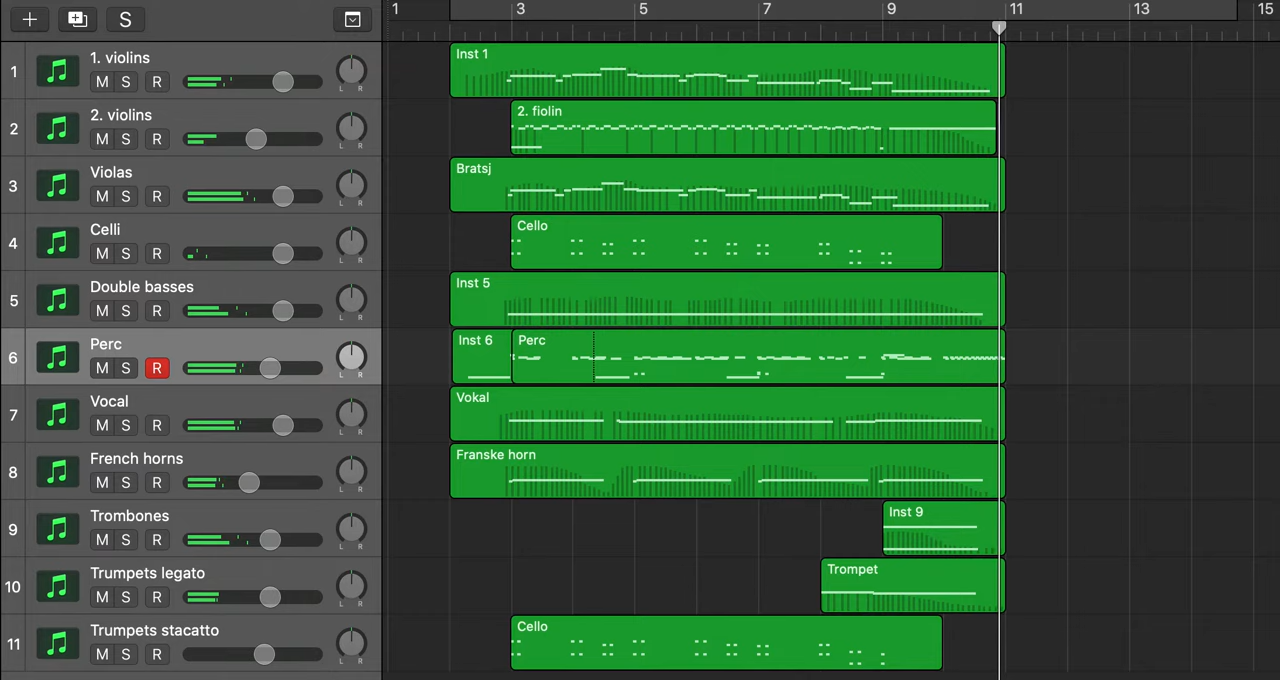 S
1 3 5 7 9 11 13 15
1 1. violins M S R L R Inst 1
2 2. violins M S R L R 2. fiolin
3 Violas M S R L R Bratsj
4 Celli M S R L R Cello
5 Double basses M S R L R Inst 5
6 Perc M S R L R Inst 6 Perc
7 Vocal M S R L R Vokal
8 French horns M S R L R Franske horn
9 Trombones M S R L R Inst 9
10 Trumpets legato M S R L R Trompet
11 Trumpets stacatto M S R L R Cello